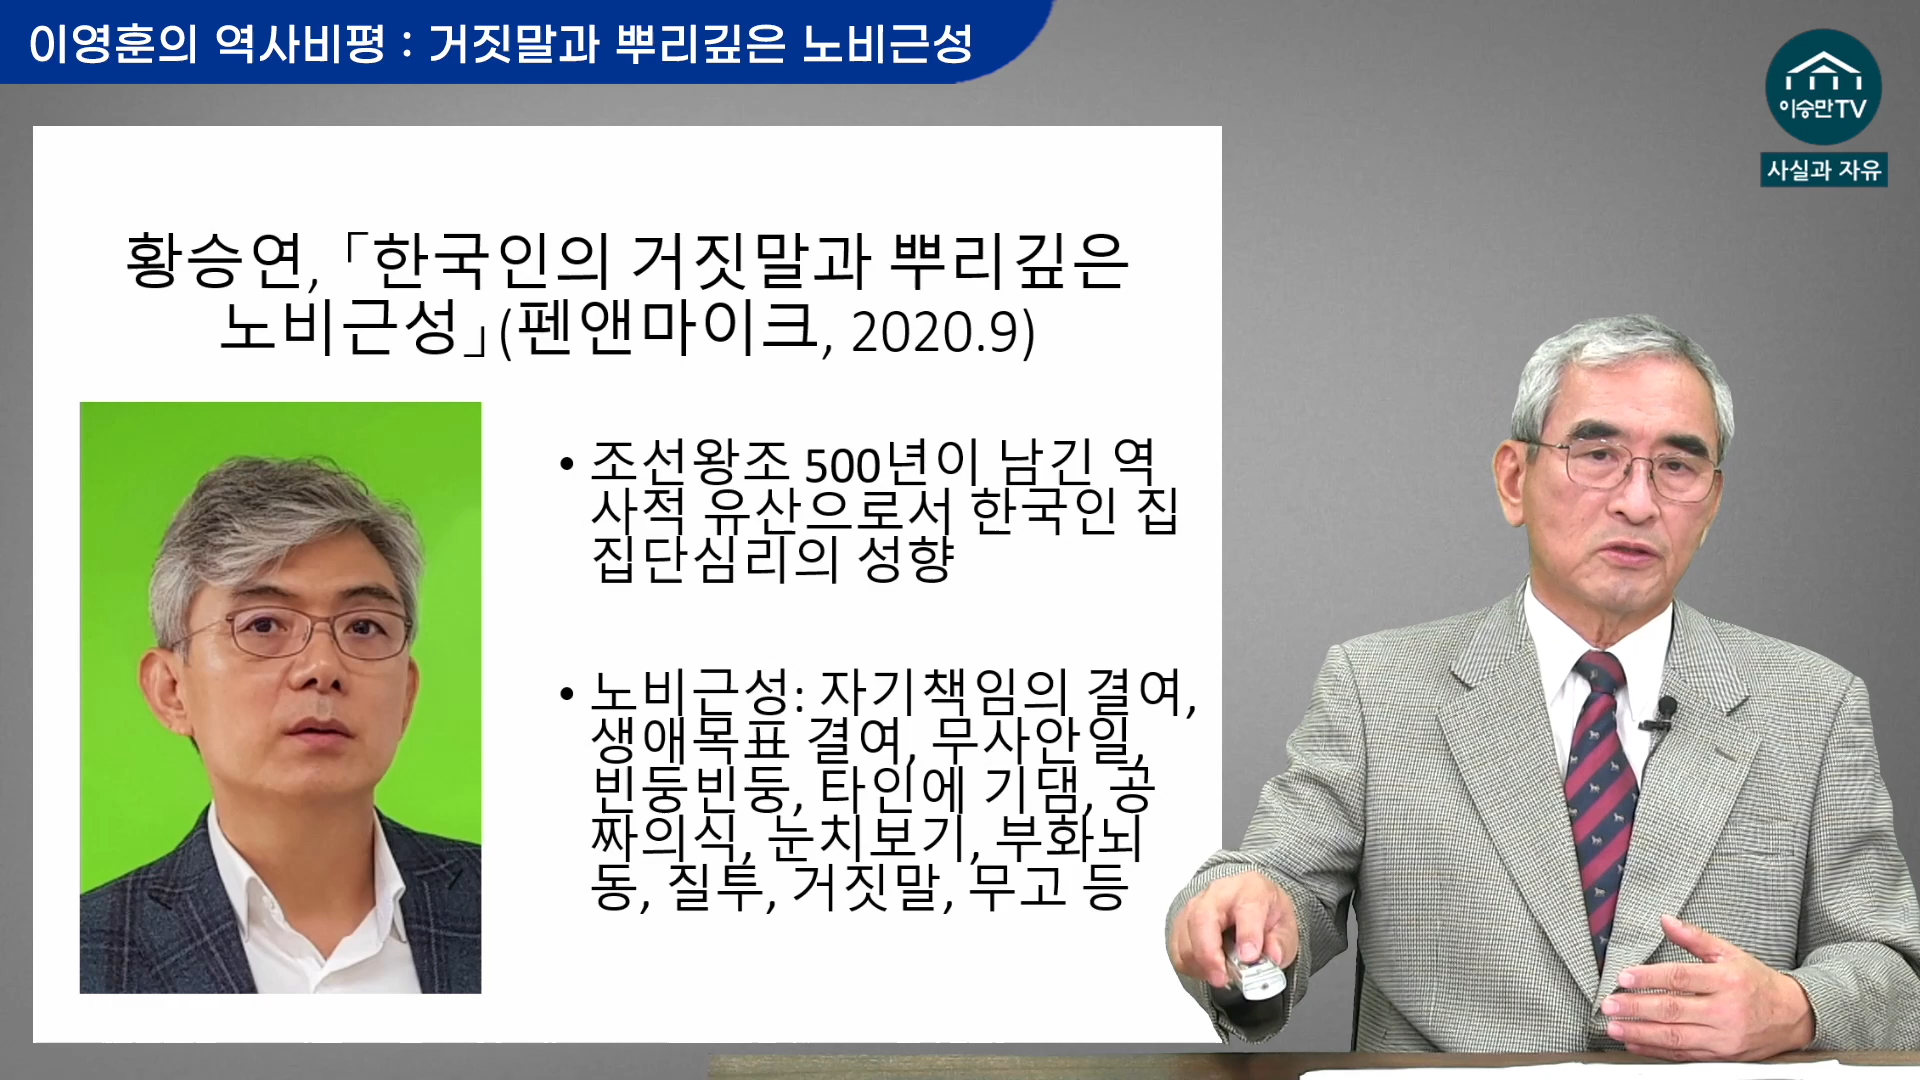 이영훈의 역사비평 : 거짓말과 뿌리깊은 노비근성
이승만TV
사실과 자유
황승연,「한국인의 거짓말과 뿌리깊은
노비근성」(펜앤마이크, 2020.9)
• 조선왕조 500년이 남긴 역
사적 유산으로서 한국인 집
집단심리의 성향
• 노비근성: 자기책임의 결여,
생애목표 결여, 무사안일,
빈둥빈둥, 타인에 기댐, 공
짜의식, 눈치보기, 부화뇌
동, 질투, 거짓말, 무고 등